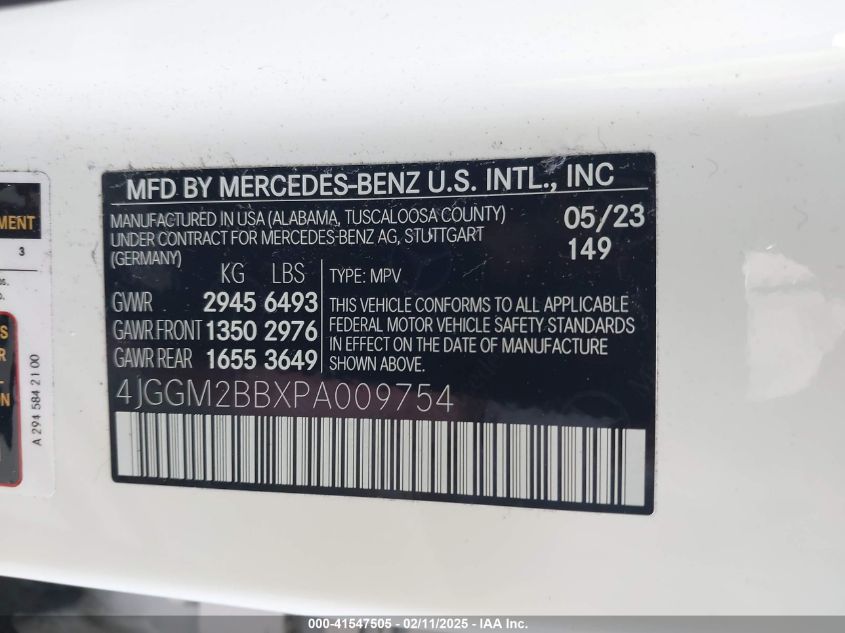 MFD BY MERCEDES-BENZ U.S. INTL., INC
MANUFACTURED IN USA (ALABAMA, TUSCALOOSA COUNTY)
UNDER CONTRACT FOR MERCEDES-BENZ AG, STUTTGART
(GERMANY)
05/23
149
KG LBS
GVWR 2945 6493
GAWR FRONT 1350 2976
GAWR REAR 1655 3649
TYPE: MPV
THIS VEHICLE CONFORMS TO ALL APPLICABLE
FEDERAL MOTOR VEHICLE SAFETY STANDARDS
IN EFFECT ON THE DATE OF MANUFACTURE
SHOWN ABOVE.
4JGGM2BBXPA009754
3
A 294 584 21 00
000-41547505 - 02/11/2025 - IAA Inc.